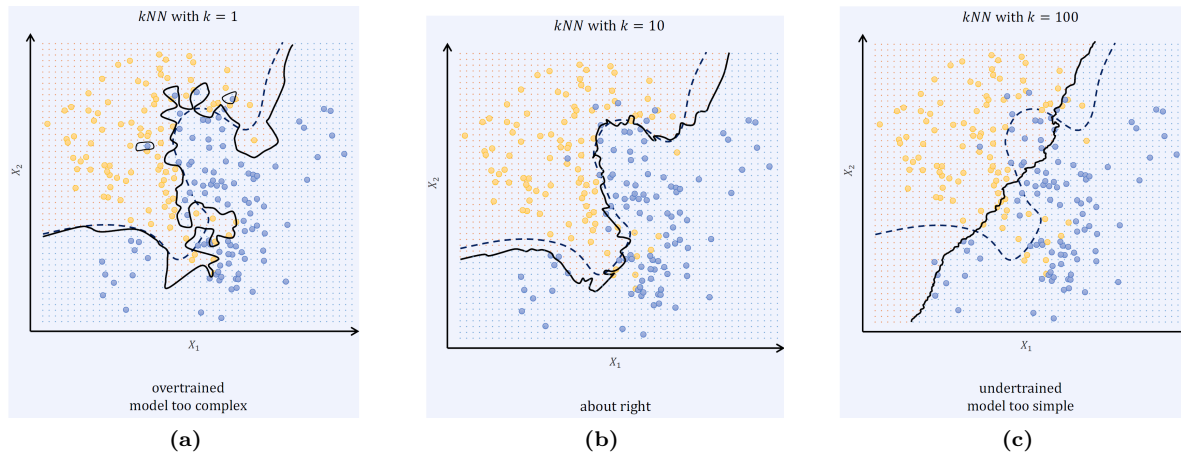 kNN with k = 1
X₂
X₁
overtrained
model too complex
(a)
kNN with k = 10
X₂
X₁
about right
(b)
kNN with k = 100
X₂
X₁
undertrained
model too simple
(c)